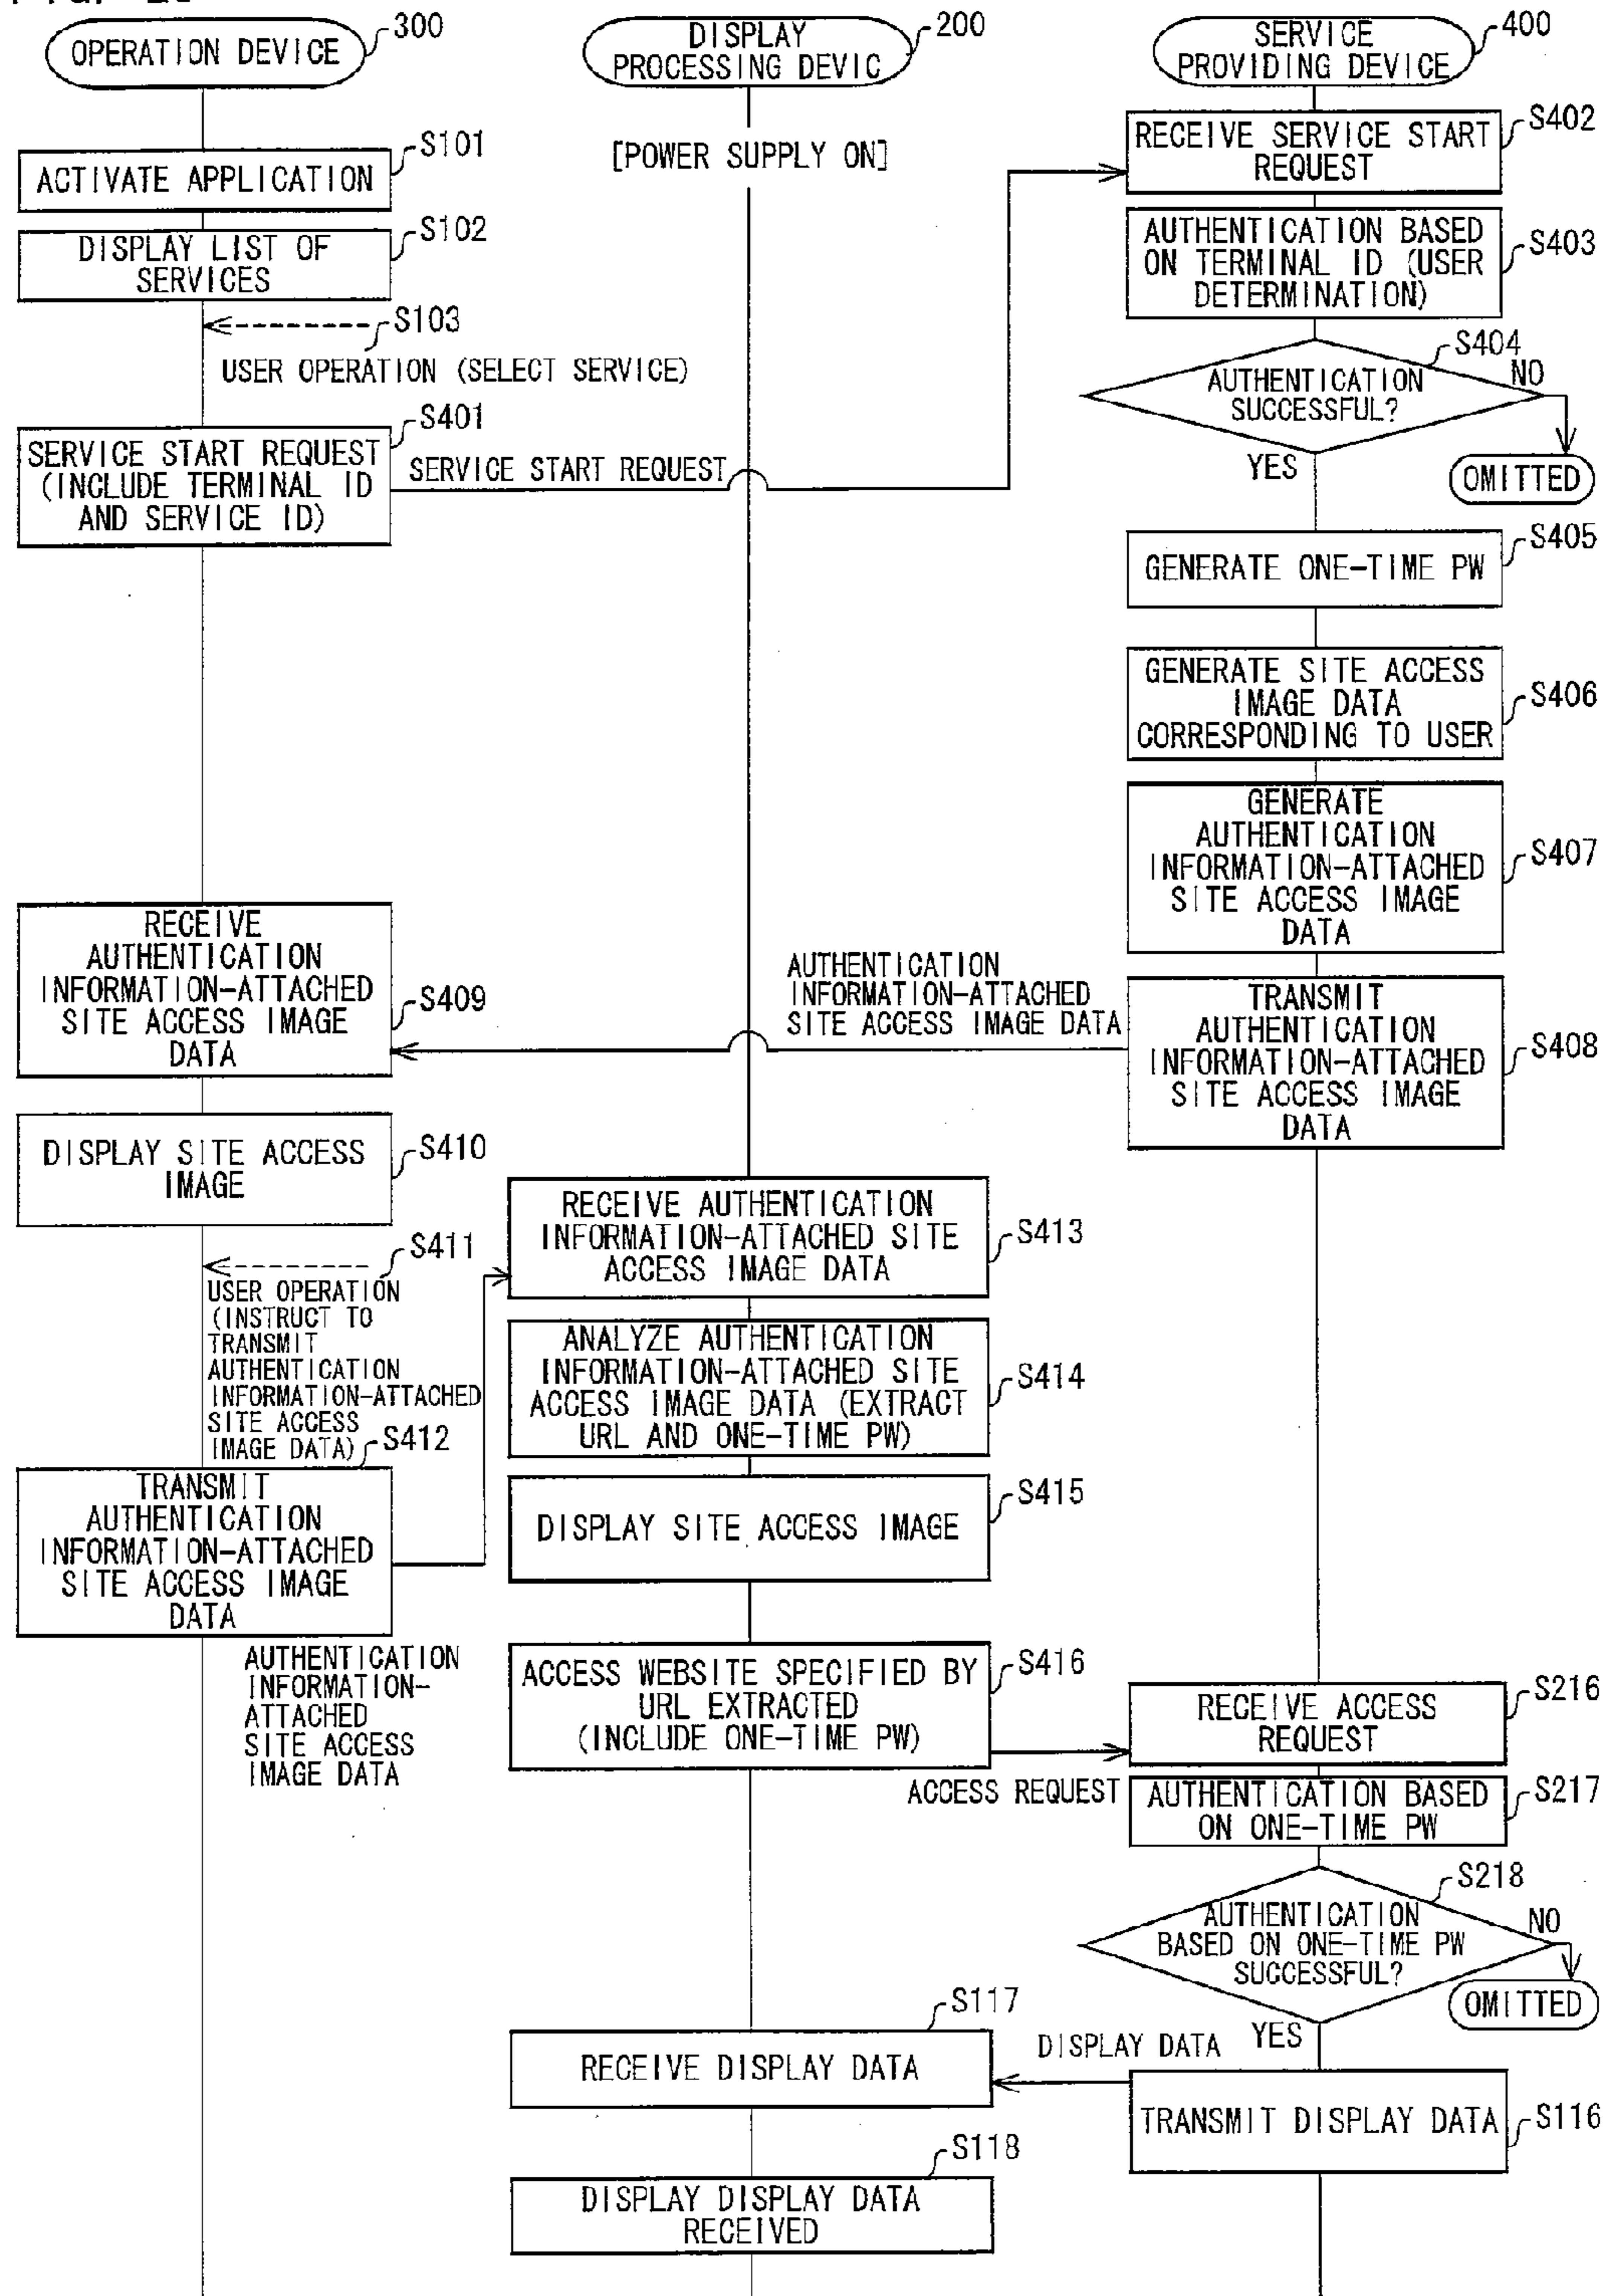 OPERATION DEVICE
300
DISPLAY
PROCESSING DEVIC
200
SERVICE
PROVIDING DEVICE
400
ACTIVATE APPLICATION
S101
DISPLAY LIST OF
SERVICES
S102
S103
USER OPERATION (SELECT SERVICE)
SERVICE START REQUEST
(INCLUDE TERMINAL ID
AND SERVICE ID)
S401
SERVICE START REQUEST
[POWER SUPPLY ON]
RECEIVE SERVICE START
REQUEST
S402
AUTHENTICATION BASED
ON TERMINAL ID (USER
DETERMINATION)
S403
S404
AUTHENTICATION
SUCCESSFUL?
NO
YES
OMITTED
GENERATE ONE-TIME PW
S405
GENERATE SITE ACCESS
IMAGE DATA
CORRESPONDING TO USER
S406
GENERATE
AUTHENTICATION
INFORMATION-ATTACHED
SITE ACCESS IMAGE
DATA
S407
TRANSMIT
AUTHENTICATION
INFORMATION-ATTACHED
SITE ACCESS IMAGE
DATA
S408
AUTHENTICATION
INFORMATION-ATTACHED
SITE ACCESS IMAGE DATA
RECEIVE
AUTHENTICATION
INFORMATION-ATTACHED
SITE ACCESS IMAGE
DATA
S409
DISPLAY SITE ACCESS
IMAGE
S410
S411
USER OPERATION
(INSTRUCT TO
TRANSMIT
AUTHENTICATION
INFORMATION-ATTACHED
SITE ACCESS
IMAGE DATA)
S412
TRANSMIT
AUTHENTICATION
INFORMATION-ATTACHED
SITE ACCESS IMAGE
DATA
AUTHENTICATION
INFORMATION-
ATTACHED
SITE ACCESS
IMAGE DATA
RECEIVE AUTHENTICATION
INFORMATION-ATTACHED SITE
ACCESS IMAGE DATA
S413
ANALYZE AUTHENTICATION
INFORMATION-ATTACHED SITE
ACCESS IMAGE DATA (EXTRACT
URL AND ONE-TIME PW)
S414
DISPLAY SITE ACCESS IMAGE
S415
ACCESS WEBSITE SPECIFIED BY
URL EXTRACTED
(INCLUDE ONE-TIME PW)
S416
ACCESS REQUEST
RECEIVE ACCESS
REQUEST
S216
AUTHENTICATION BASED
ON ONE-TIME PW
S217
S218
AUTHENTICATION
BASED ON ONE-TIME PW
SUCCESSFUL?
NO
OMITTED
YES
DISPLAY DATA
TRANSMIT DISPLAY DATA
S116
S117
RECEIVE DISPLAY DATA
S118
DISPLAY DISPLAY DATA
RECEIVED